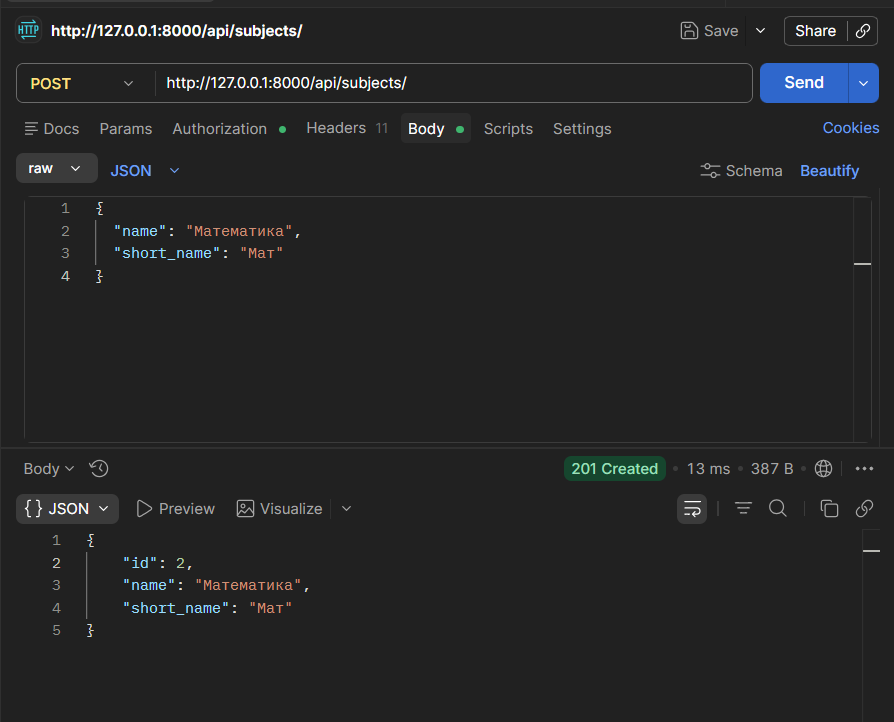 HTTP http://127.0.0.1:8000/api/subjects/ Save Share
POST http://127.0.0.1:8000/api/subjects/ Send
Docs Params Authorization Headers 11 Body Scripts Settings Cookies
raw JSON Schema Beautify
1 {
2 "name": "Математика",
3 "short_name": "Мат"
4 }
Body 201 Created • 13 ms • 387 B •
{} JSON Preview Visualize
1 {
2 "id": 2,
3 "name": "Математика",
4 "short_name": "Мат"
5 }